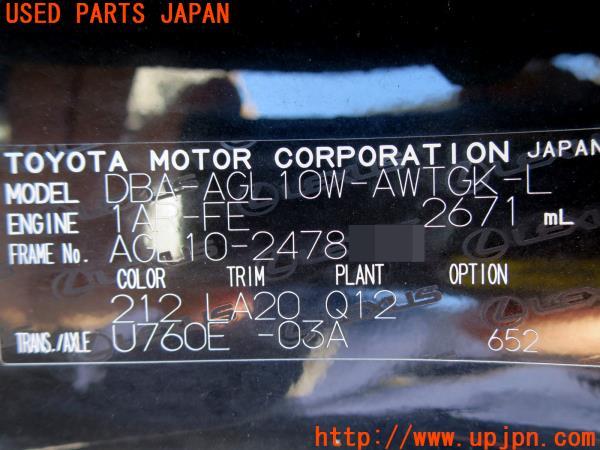 USED PARTS JAPAN
TOYOTA MOTOR CORPORATION JAPAN
MODEL DBA-AGL10W-AWTGK-L
ENGINE 1AR-FE 2671 mL
FRAME No. AGL10-2478
COLOR TRIM PLANT OPTION
212 LA20 Q12
TRANS./AXLE U760E -03A 652
LEXUS
http://www.upjpn.com